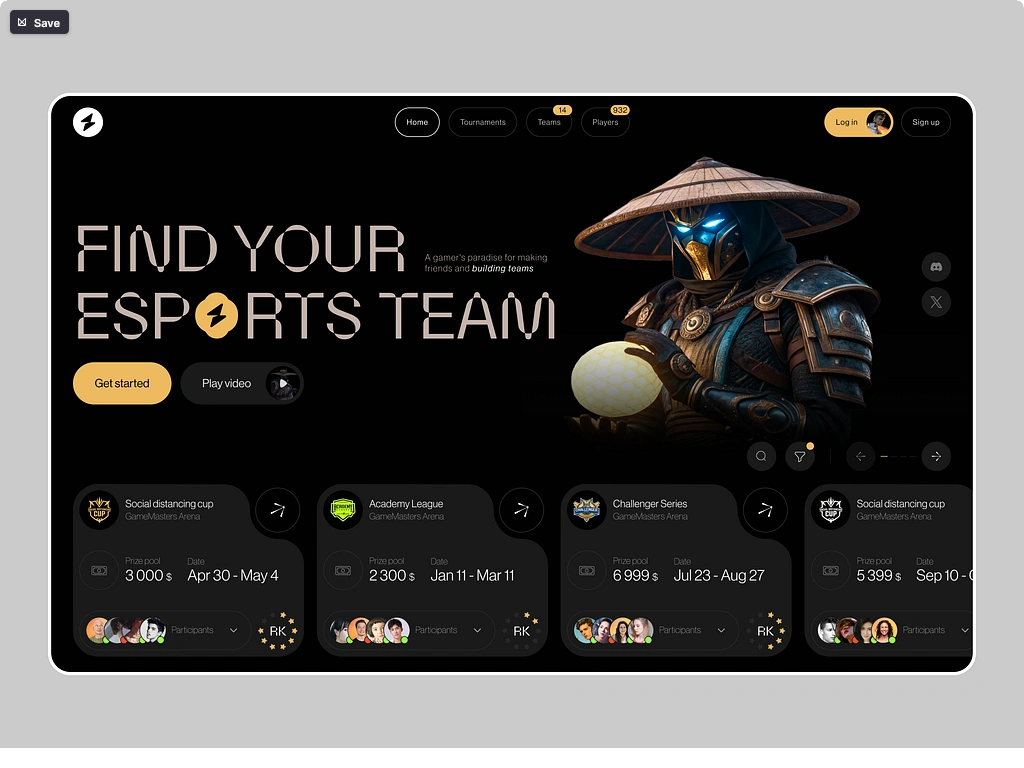 Save
Home
Tournaments
Teams
14
Players
932
Log in
Sign up
FIND YOUR
A gamer's paradise for making
friends and building teams
ESPORTS TEAM
Get started
Play video
Social distancing cup
GameMasters Arena
CUP
Prize pool
3 000 $
Date
Apr 30 - May 4
Participants
RK
Academy League
GameMasters Arena
ACADEMY
Prize pool
2 300 $
Date
Jan 11 - Mar 11
Participants
RK
Challenger Series
GameMasters Arena
CHALLENGER
Prize pool
6 999 $
Date
Jul 23 - Aug 27
Participants
RK
Social distancing cup
GameMasters Arena
CUP
Prize pool
5 399 $
Date
Sep 10 -
Participants